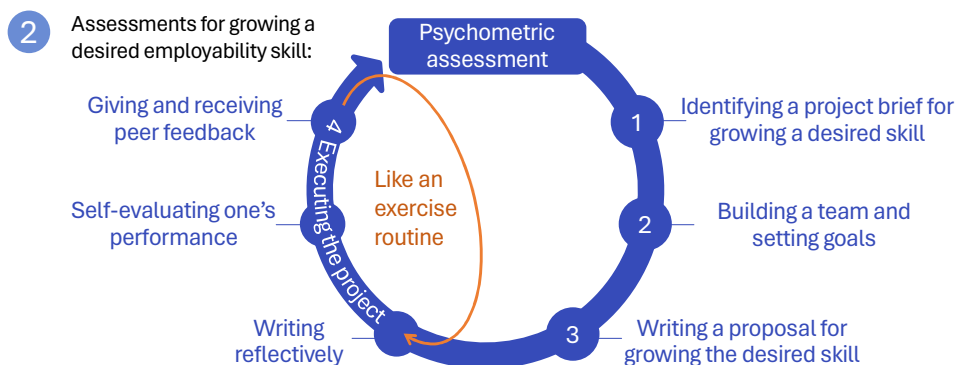 2
Assessments for growing a
desired employability skill:
Psychometric
assessment
1
Identifying a project brief for
growing a desired skill
2
Building a team and
setting goals
3
Writing a proposal for
growing the desired skill
4 Executing the project
Writing
reflectively
Self-evaluating one’s
performance
Giving and receiving
peer feedback
Like an
exercise
routine